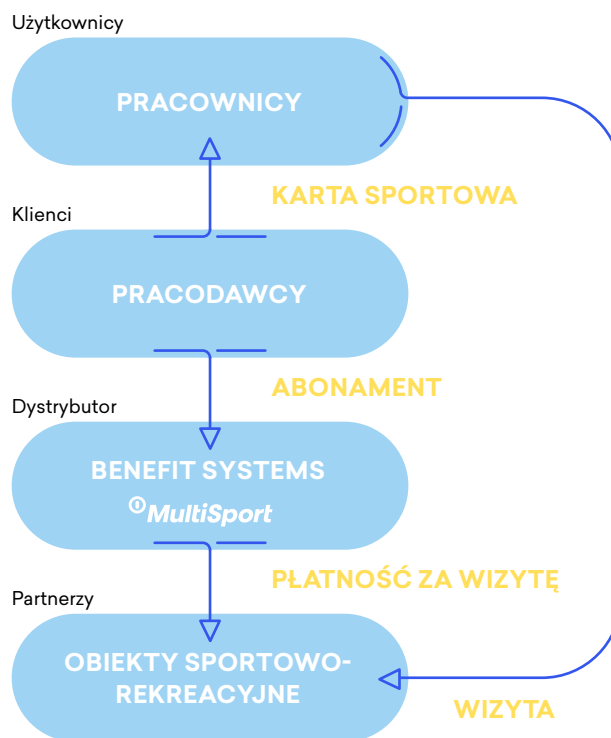 Użytkownicy
PRACOWNICY
KARTA SPORTOWA
Klienci
PRACODAWCY
ABONAMENT
Dystrybutor
BENEFIT SYSTEMS
MultiSport
PŁATNOŚĆ ZA WIZYTĘ
Partnerzy
OBIEKTY SPORTOWO-
REKREACYJNE
WIZYTA